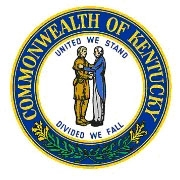 COMMONWEALTH OF KENTUCKY
UNITED WE STAND
DIVIDED WE FALL